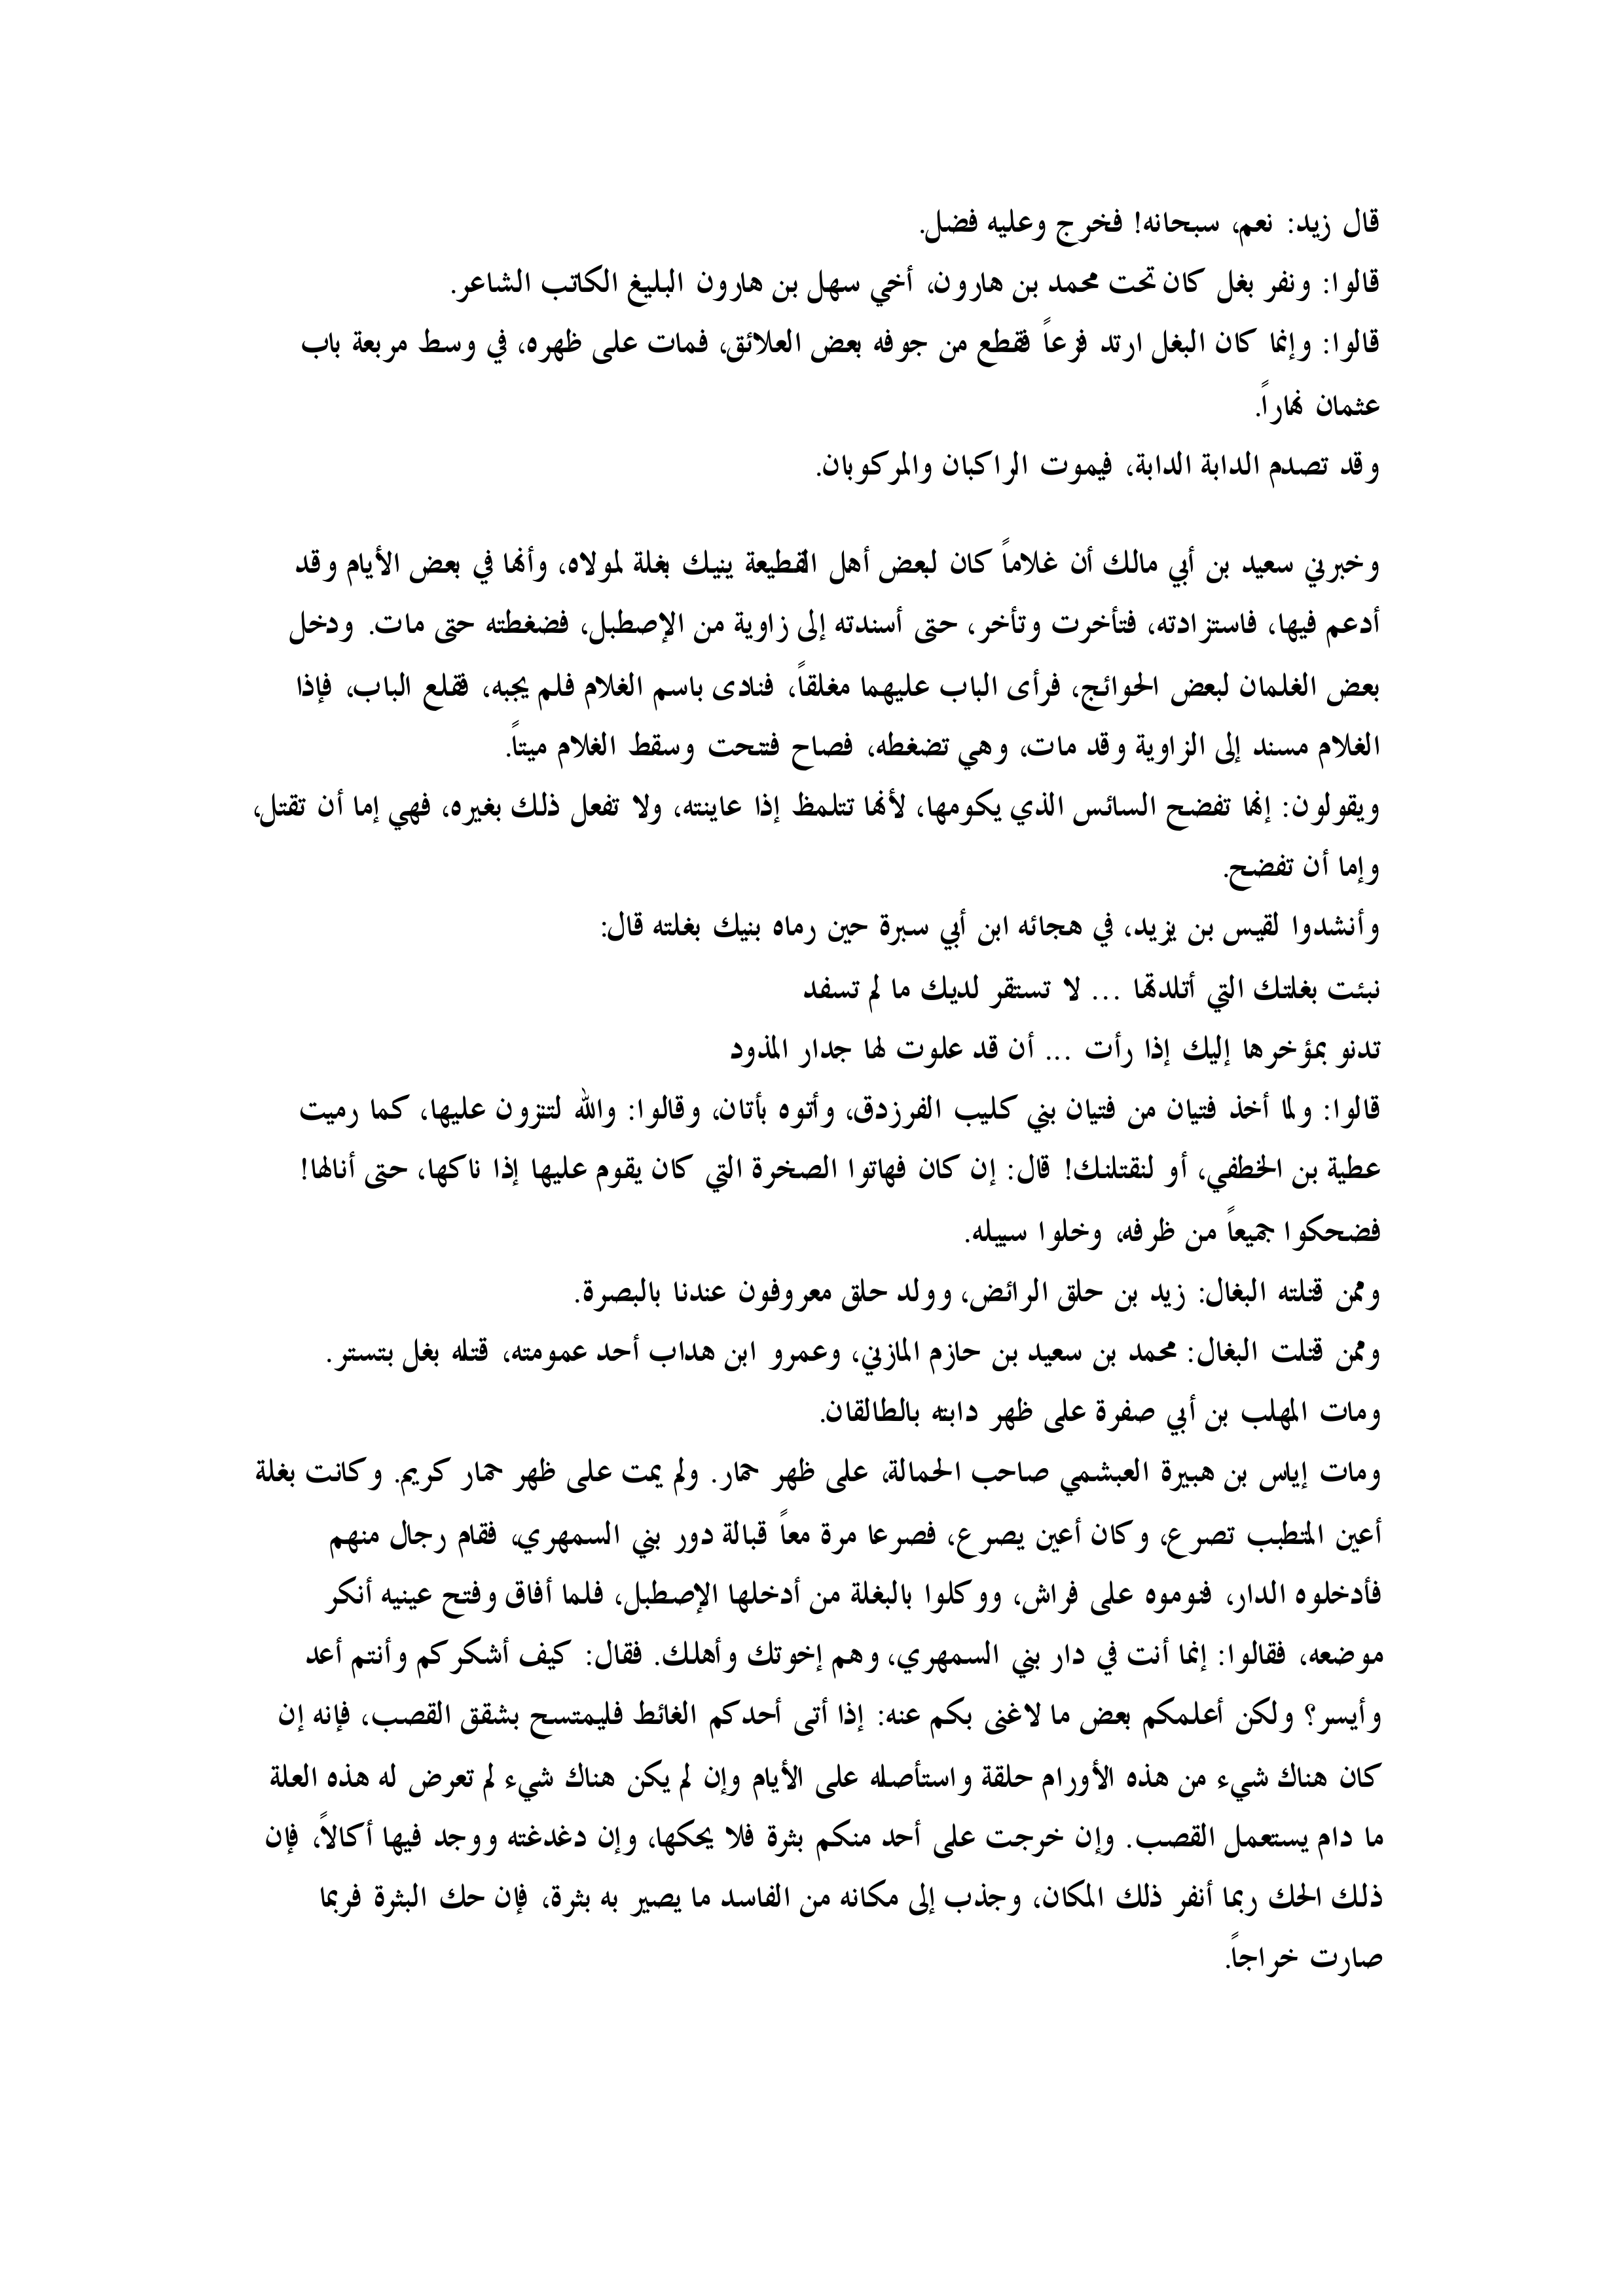 قال زيد: نعم، سبحانه! فخرج وعليه فضل.
قالوا: ونفر بغل كان تحت محمد بن هارون، أخي سهل بن هارون البليغ الكاتب الشاعر.
قالوا: وإنما كان البغل ارتد فزعاً فقطع من جوفه بعض العلائق، فمات على ظهره، في وسط مربعة باب
عثمان نهاراً.
وقد تصدم الدابة الدابة، فيموت الراكبان والمركوبان.
وخبرني سعيد بن أبي مالك أن غلاماً كان لبعض أهل القطيعة ينيك بغلة لمولاه، وأنها في بعض الأيام وقد
أدعم فيها، فاستزادته، فتأخرت وتأخر، حتى أسندته إلى زاوية من الإصطبل، فضغطته حتى مات. ودخل
بعض الغلمان لبعض الحوائج، فرأى الباب عليهما مغلقاً، فنادى باسم الغلام فلم يجبه، فقلع الباب، فإذا
الغلام مسند إلى الزاوية وقد مات، وهي تضغطه، فصاح فتنحت وسقط الغلام ميتاً.
ويقولون: إنها تفضح السائس الذي يكومها، لأنها تتلمظ إذا عاينته، ولا تفعل ذلك بغيره، فهي إما أن تقتل،
وإما أن تفضح.
وأنشدوا لقيس بن يزيد، في هجائه ابن أبي سبرة حين رماه بنيك بغلته قال:
نبئت بغلتك التي أتلدتها ... لا تستقر لديك ما لم تسفد
تدنو بمؤخرها إليك إذا رأت ... أن قد علوت لها جدار المذود
قالوا: ولما أخذ فتيان من فتيان بني كليب الفرزدق، وأتوه بأتان، وقالوا: والله لتنزون عليها، كما رميت
عطية بن الخطفي، أو لنقتلنك! قال: إن كان فهاتوا الصخرة التي كان يقوم عليها إذا ناكها، حتى أنالها!
فضحكوا جميعاً من ظرفه، وخلوا سبيله.
وممن قتلته البغال: زيد بن حلق الرائض، وولد حلق معروفون عندنا بالبصرة.
وممن قتلت البغال: محمد بن سعيد بن حازم المازني، وعمرو ابن هداب أحد عمومته، قتله بغل بتستر.
ومات المهلب بن أبي صفرة على ظهر دابته بالطالقان.
ومات إياس بن هبيرة العبشمي صاحب الحمالة، على ظهر حمار. ولم يمت على ظهر حمار كريم. وكانت بغلة
أعين المتطبب تصرع، وكان أعين يصرع، فصرعا مرة معاً قبالة دور بني السمهري، فقام رجال منهم
فأدخلوه الدار، فنوموه على فراش، ووكلوا بالبغلة من أدخلها الإصطبل، فلما أفاق وفتح عينيه أنكر
موضعه، فقالوا: إنما أنت في دار بني السمهري، وهم إخوتك وأهلك. فقال: كيف أشكركم وأنتم أعد
وأيسر؟ ولكن أعلمكم بعض ما لاغنى بكم عنه: إذا أتى أحدكم الغائط فليمتسح بشقق القصب، فإنه إن
كان هناك شيء من هذه الأورام حلقة واستأصله على الأيام وإن لم يكن هناك شيء لم تعرض له هذه العلة
ما دام يستعمل القصب. وإن خرجت على أحد منكم بثرة فلا يحكها، وإن دغدغته ووجد فيها أكالاً، فإن
ذلك الحك ربما أنفر ذلك المكان، وجذب إلى مكانه من الفاسد ما يصير به بثرة، فإن حك البثرة فربما
صارت خراجاً.